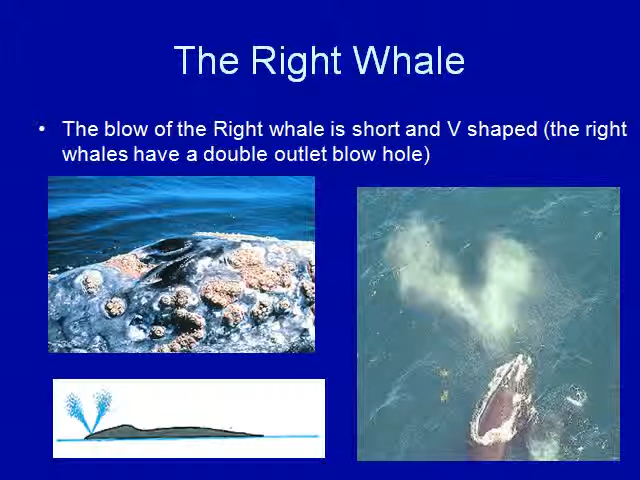 The Right Whale
• The blow of the Right whale is short and V shaped (the right
whales have a double outlet blow hole)